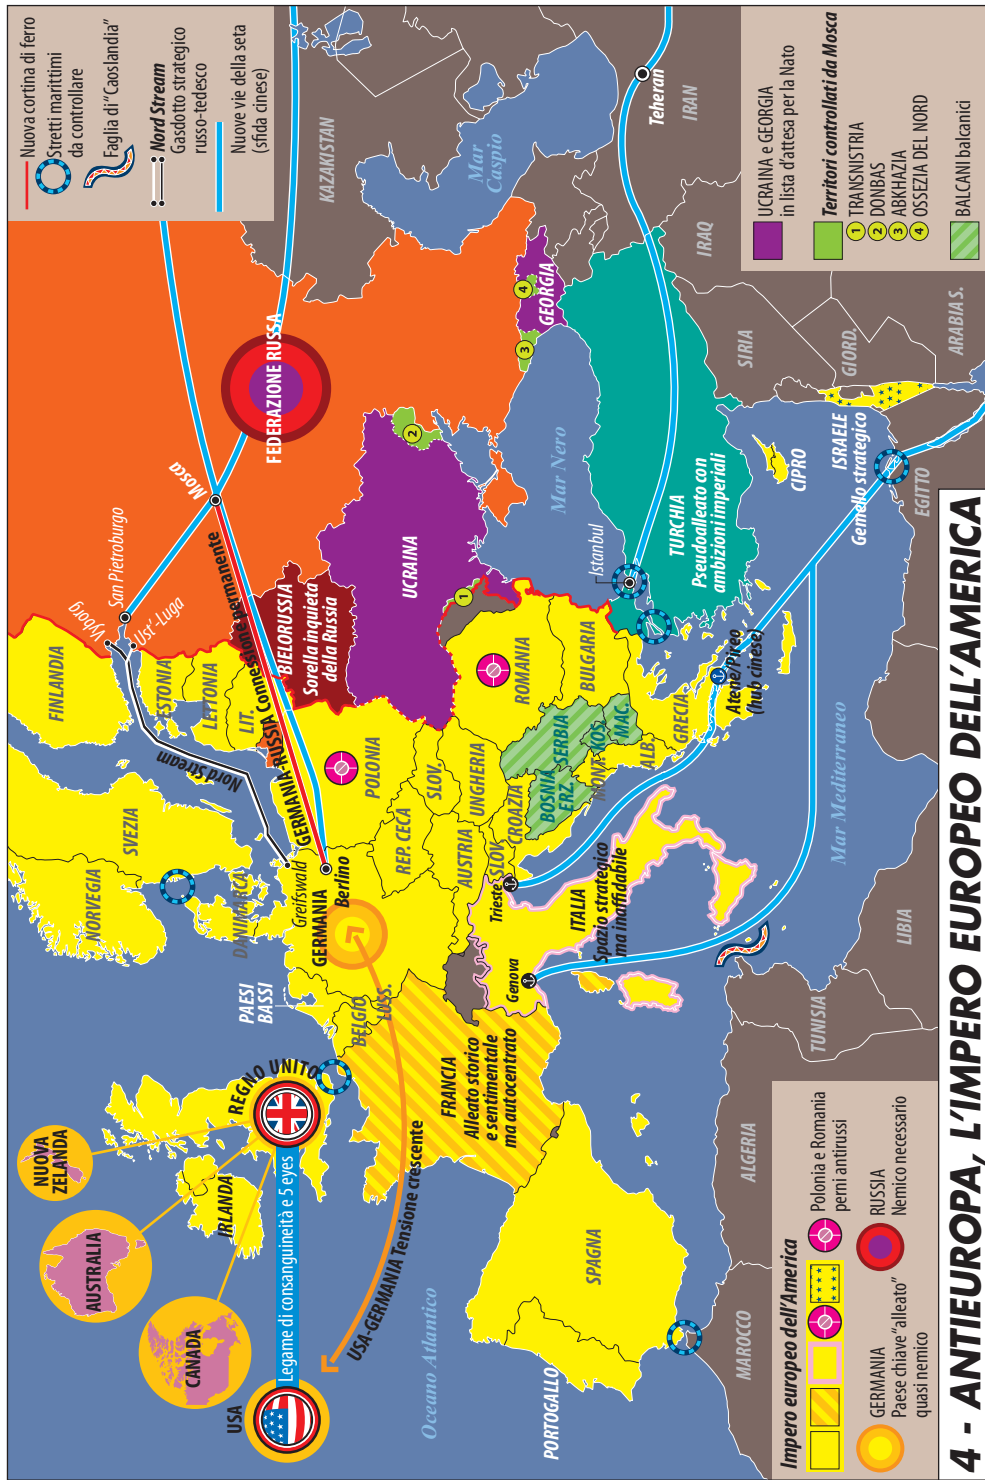 4 - ANTIEUROPA, L'IMPERO EUROPEO DELL'AMERICA
Nuova cortina di ferro
Stretti marittimi
da controllare
Faglia di "Caoslandia"
Nord Stream
Gasdotto strategico
russo-tedesco
Nuove vie della seta
(sfida cinese)
UCRAINA e GEORGIA
in lista d'attesa per la Nato
Territori controllati da Mosca
1 TRANSNISTRIA
2 DONBAS
3 ABKHAZIA
4 OSSEZIA DEL NORD
BALCANI balcanici
Impero europeo dell'America
Polonia e Romania
perni antirussi
GERMANIA
Paese chiave "alleato"
quasi nemico
RUSSIA
Nemico necessario
USA
CANADA
AUSTRALIA
NUOVA
ZELANDA
Legame di consanguineità e 5 eyes
REGNO UNITO
IRLANDA
USA-GERMANIA Tensione crescente
Oceano Atlantico
PORTOGALLO
SPAGNA
FRANCIA
Alleato storico
e sentimentale
ma autocentrato
PAESI
BASSI
BELGIO
LUSS.
GERMANIA
Berlino
Greifswald
DANIMARCA
NORVEGIA
SVEZIA
FINLANDIA
Nord Stream
Vyborg
San Pietroburgo
Ust'-Luga
ESTONIA
LETTONIA
LIT.
GERMANIA-RUSSIA Connessione permanente
Mosca
FEDERAZIONE RUSSA
BIELORUSSIA
Sorella inquieta
della Russia
UCRAINA
POLONIA
REP. CECA
SLOV.
AUSTRIA
UNGHERIA
SLOV.
CROAZIA
BOSNIA
ERZ.
SERBIA
MONT.
KOS.
MAC.
ALB.
ROMANIA
BULGARIA
GRECIA
Trieste
Genova
ITALIA
Spazio strategico
ma inaffidabile
Atene/Pireo
(hub cinese)
Mar Mediterraneo
Mar Nero
Istanbul
TURCHIA
Pseudoalleato con
ambizioni imperiali
CIPRO
ISRAELE
Gemello strategico
GEORGIA
1
2
3
4
Mar
Caspio
KAZAKISTAN
Teheran
IRAN
IRAQ
SIRIA
GIORD.
ARABIA S.
EGITTO
LIBIA
TUNISIA
ALGERIA
MAROCCO